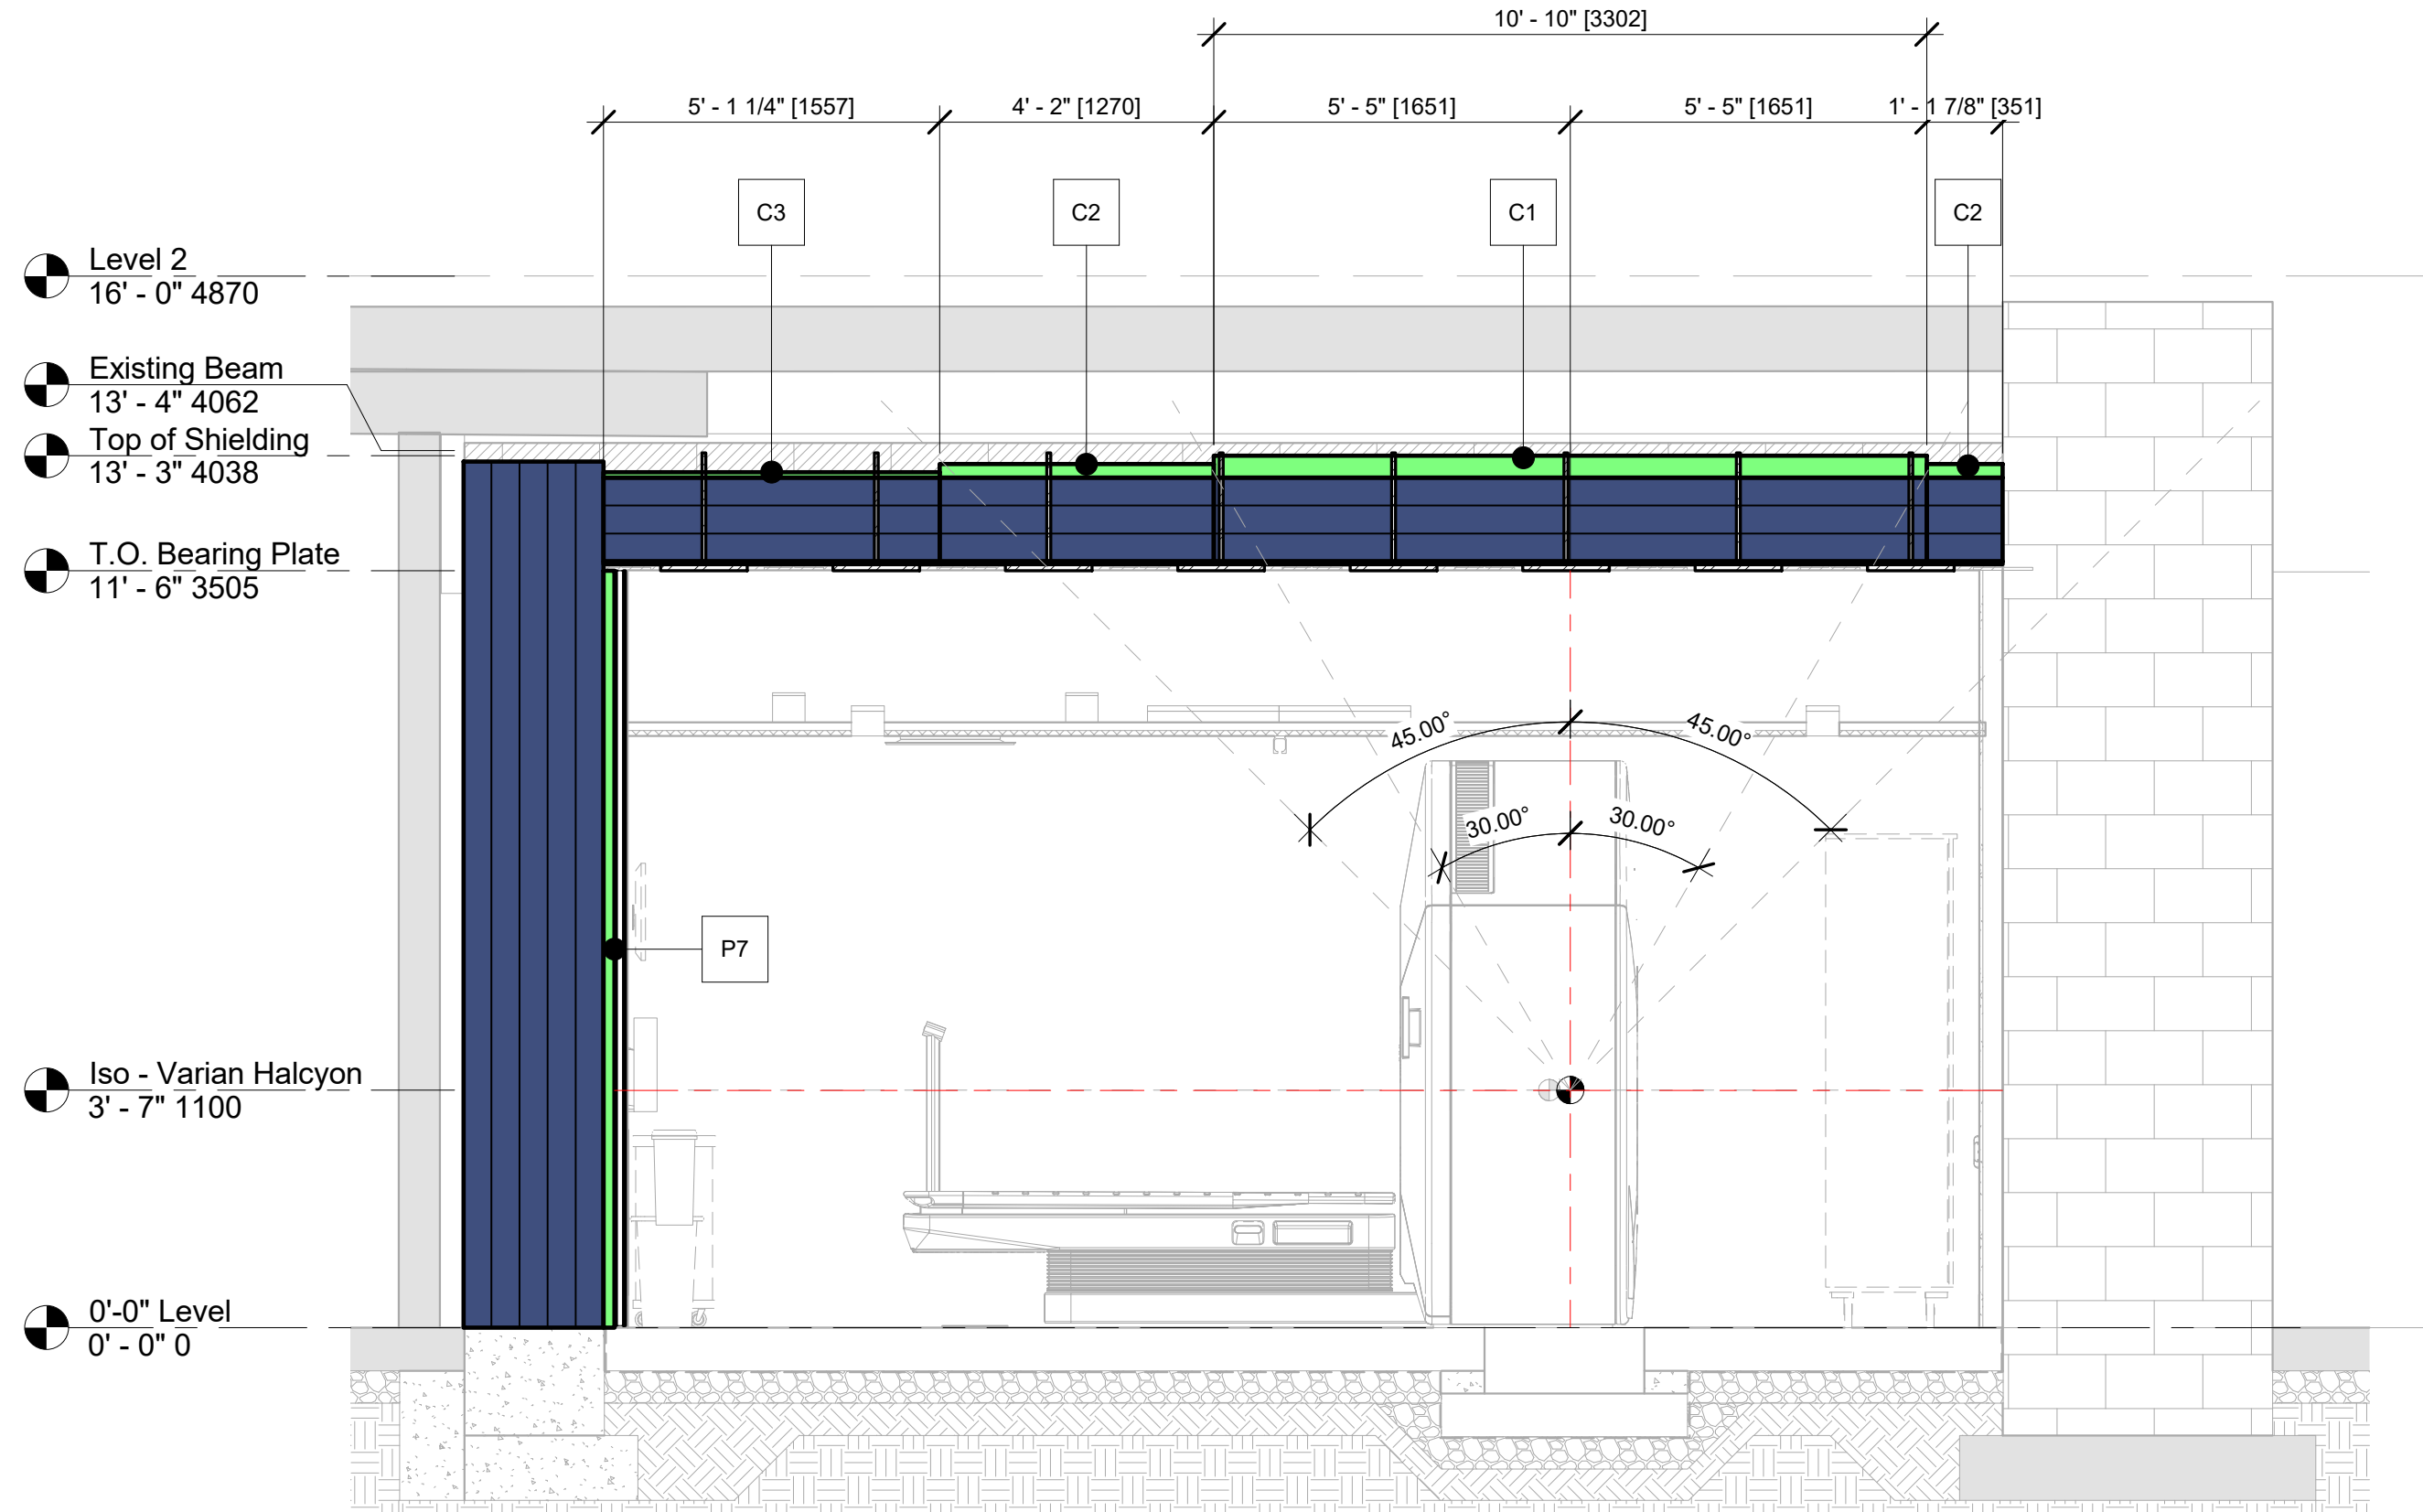 10' - 10" [3302]
5' - 1 1/4" [1557]
4' - 2" [1270]
5' - 5" [1651]
5' - 5" [1651]
1' - 1 7/8" [351]
C3
C2
C1
C2
Level 2
16' - 0" 4870
Existing Beam
13' - 4" 4062
Top of Shielding
13' - 3" 4038
T.O. Bearing Plate
11' - 6" 3505
45.00°
45.00°
30.00°
30.00°
P7
Iso - Varian Halcyon
3' - 7" 1100
0'-0" Level
0' - 0" 0